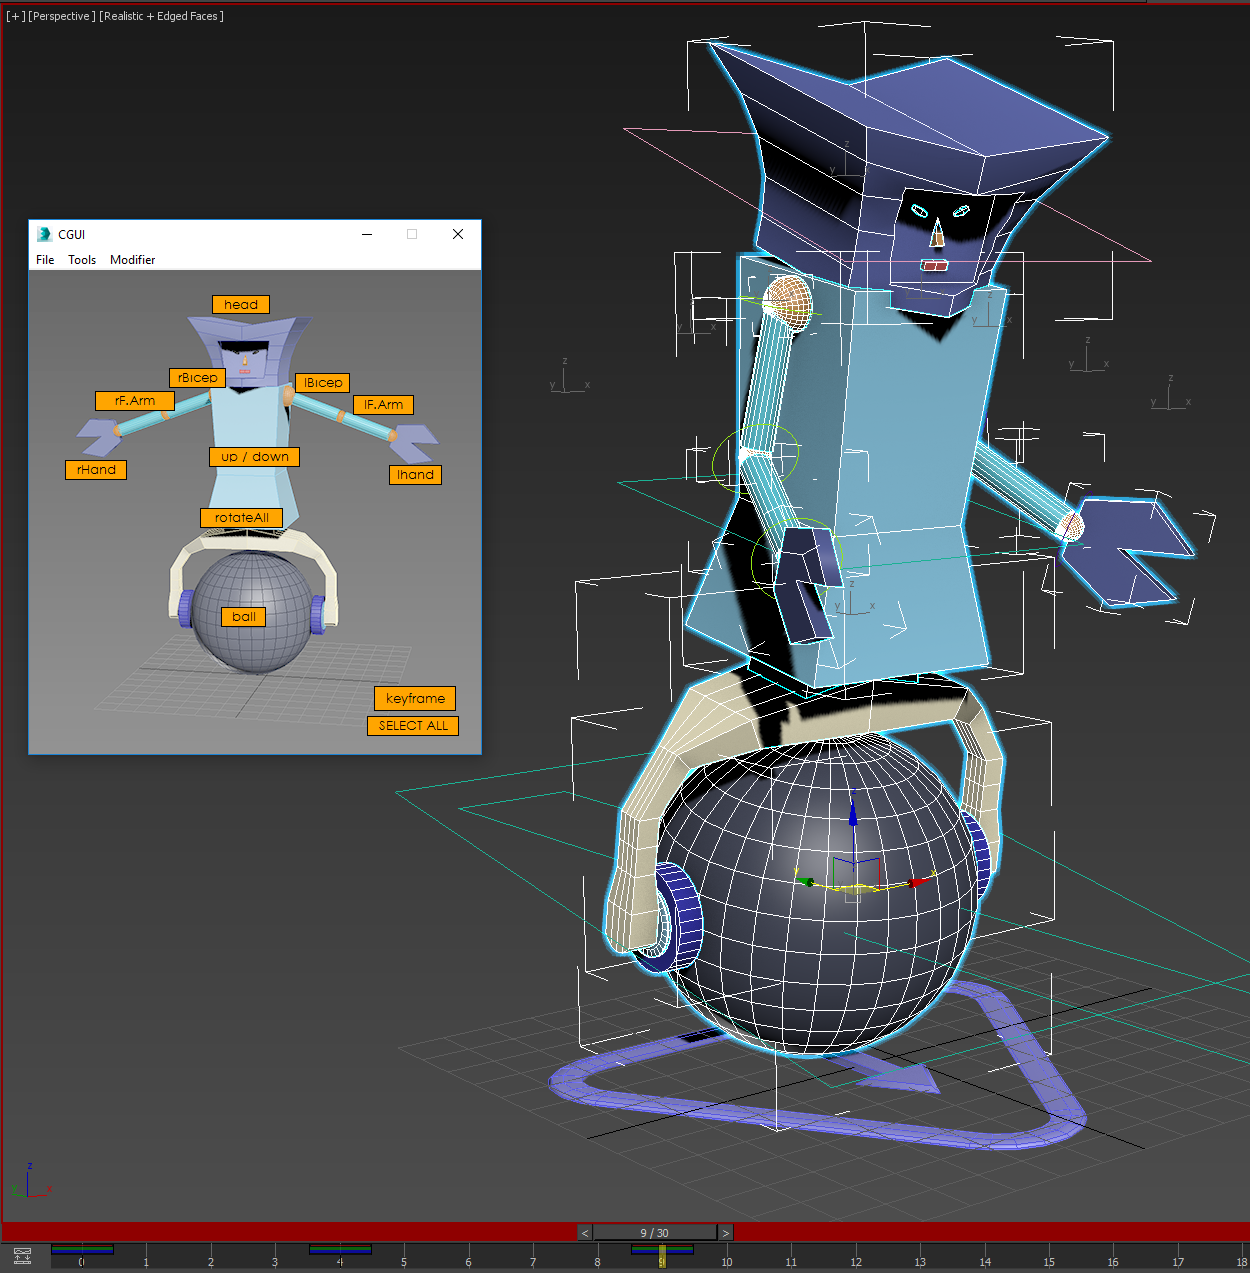 [+] [Perspective] [Realistic + Edged Faces]
CGUI
File Tools Modifier
head
rBicep
lBicep
rF.Arm
lF.Arm
up / down
rHand
lhand
rotateAll
ball
keyframe
SELECT ALL
< 9 / 30 >
0 1 2 3 4 5 6 7 8 9 10 11 12 13 14 15 16 17 18